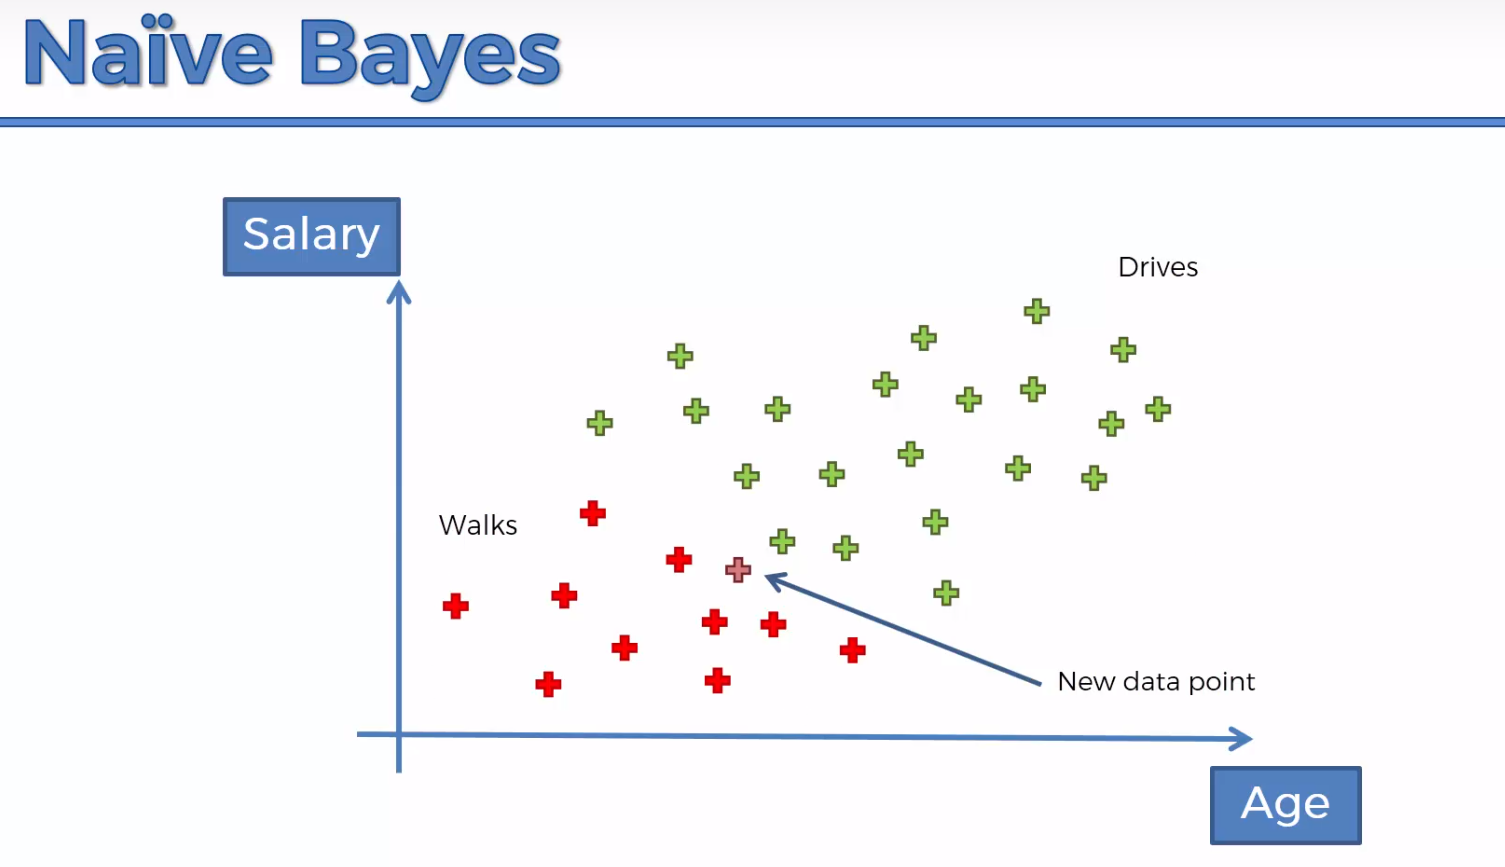 Naïve Bayes
Salary
Drives
Walks
New data point
Age